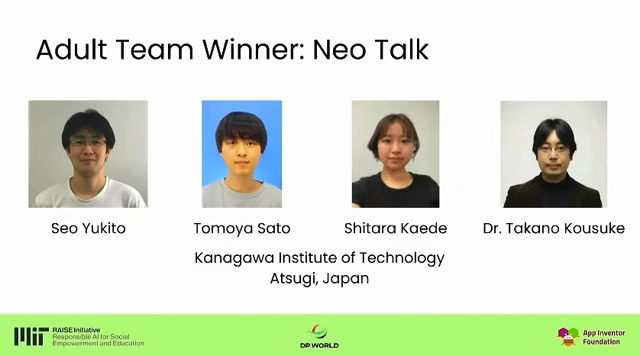 Adult Team Winner: Neo Talk
Seo Yukito
Tomoya Sato
Shitara Kaede
Dr. Takano Kousuke
Kanagawa Institute of Technology
Atsugi, Japan
MIT
RAISE Initiative
Responsible AI for Social
Empowerment and Education
DP WORLD
App Inventor
Foundation